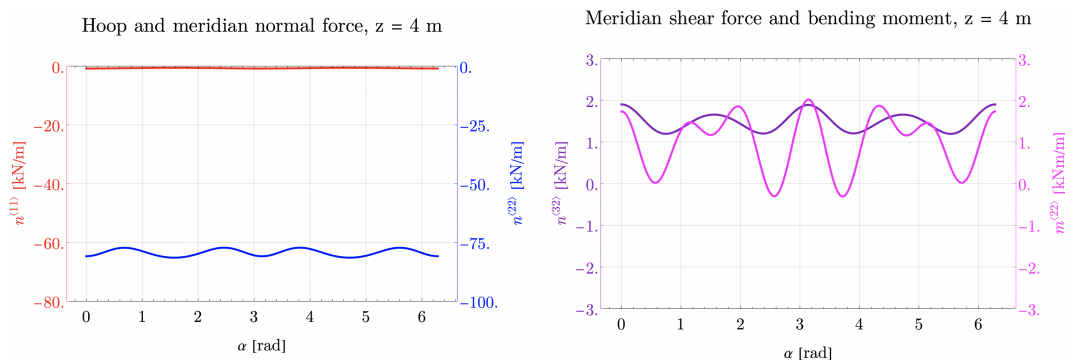 Hoop and meridian normal force, z = 4 m
0.
−20.
−40.
−60.
−80.
n⟨11⟩ [kN/m]
0.
−25.
−50.
−75.
−100.
n⟨22⟩ [kN/m]
0 1 2 3 4 5 6
α [rad]
Meridian shear force and bending moment, z = 4 m
3.
2.
1.
0.
−1.
−2.
−3.
n⟨32⟩ [kN/m]
3.
2.
1.
0.
−1.
−2.
−3.
m⟨22⟩ [kNm/m]
0 1 2 3 4 5 6
α [rad]